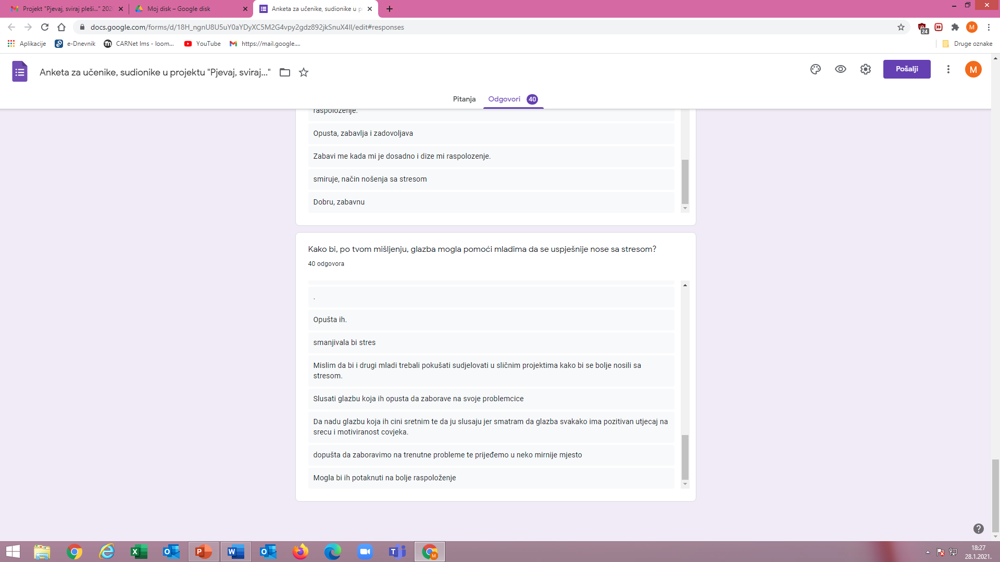 Projekt "Pjevaj, sviraj pleši..." 202
Moj disk – Google disk
Anketa za učenike, sudionike u p
docs.google.com/forms/d/18H_ngnU8U5uY0aYDyXC5M2G4vpy2gdz892jkSnuX4II/edit#responses
24
M
Aplikacije
e-Dnevnik
CARNet lms - loom...
YouTube
https://mail.google....
Druge oznake
Anketa za učenike, sudionike u projektu "Pjevaj, sviraj..."
Pošalji
M
Pitanja
Odgovori 40
raspoloženje.
Opusta, zabavlja i zadovoljava
Zabavi me kada mi je dosadno i dize mi raspolozenje.
smiruje, način nošenja sa stresom
Dobru, zabavnu
Kako bi, po tvom mišljenju, glazba mogla pomoći mladima da se uspješnije nose sa stresom?
40 odgovora
.
Opušta ih.
smanjivala bi stres
Mislim da bi i drugi mladi trebali pokušati sudjelovati u sličnim projektima kako bi se bolje nosili sa
stresom.
Slusati glazbu koja ih opusta da zaborave na svoje problemcice
Da nadu glazbu koja ih cini sretnim te da ju slusaju jer smatram da glazba svakako ima pozitivan utjecaj na
srecu i motiviranost covjeka.
dopušta da zaboravimo na trenutne probleme te prijeđemo u neko mirnije mjesto
Mogla bi ih potaknuti na bolje raspoloženje
18:27
28.1.2021.